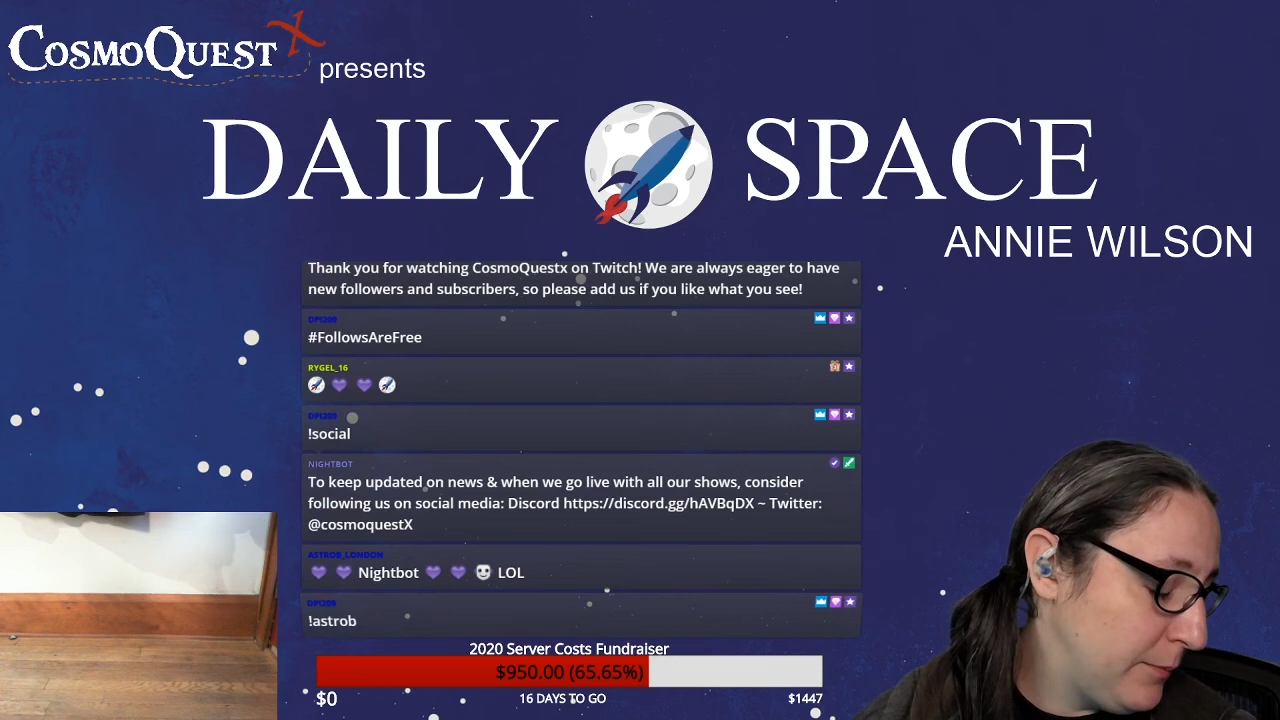 CosmoQuest X
presents
DAILY SPACE
ANNIE WILSON
Thank you for watching CosmoQuestx on Twitch! We are always eager to have
new followers and subscribers, so please add us if you like what you see!
DPI209
#FollowsAreFree
RYGEL_16
DPI209
!social
NIGHTBOT
To keep updated on news & when we go live with all our shows, consider
following us on social media: Discord https://discord.gg/hAVBqDX ~ Twitter:
@cosmoquestX
ASTROB_LONDON
Nightbot LOL
DPI209
!astrob
2020 Server Costs Fundraiser
$950.00 (65.65%)
$0 16 DAYS TO GO $1447